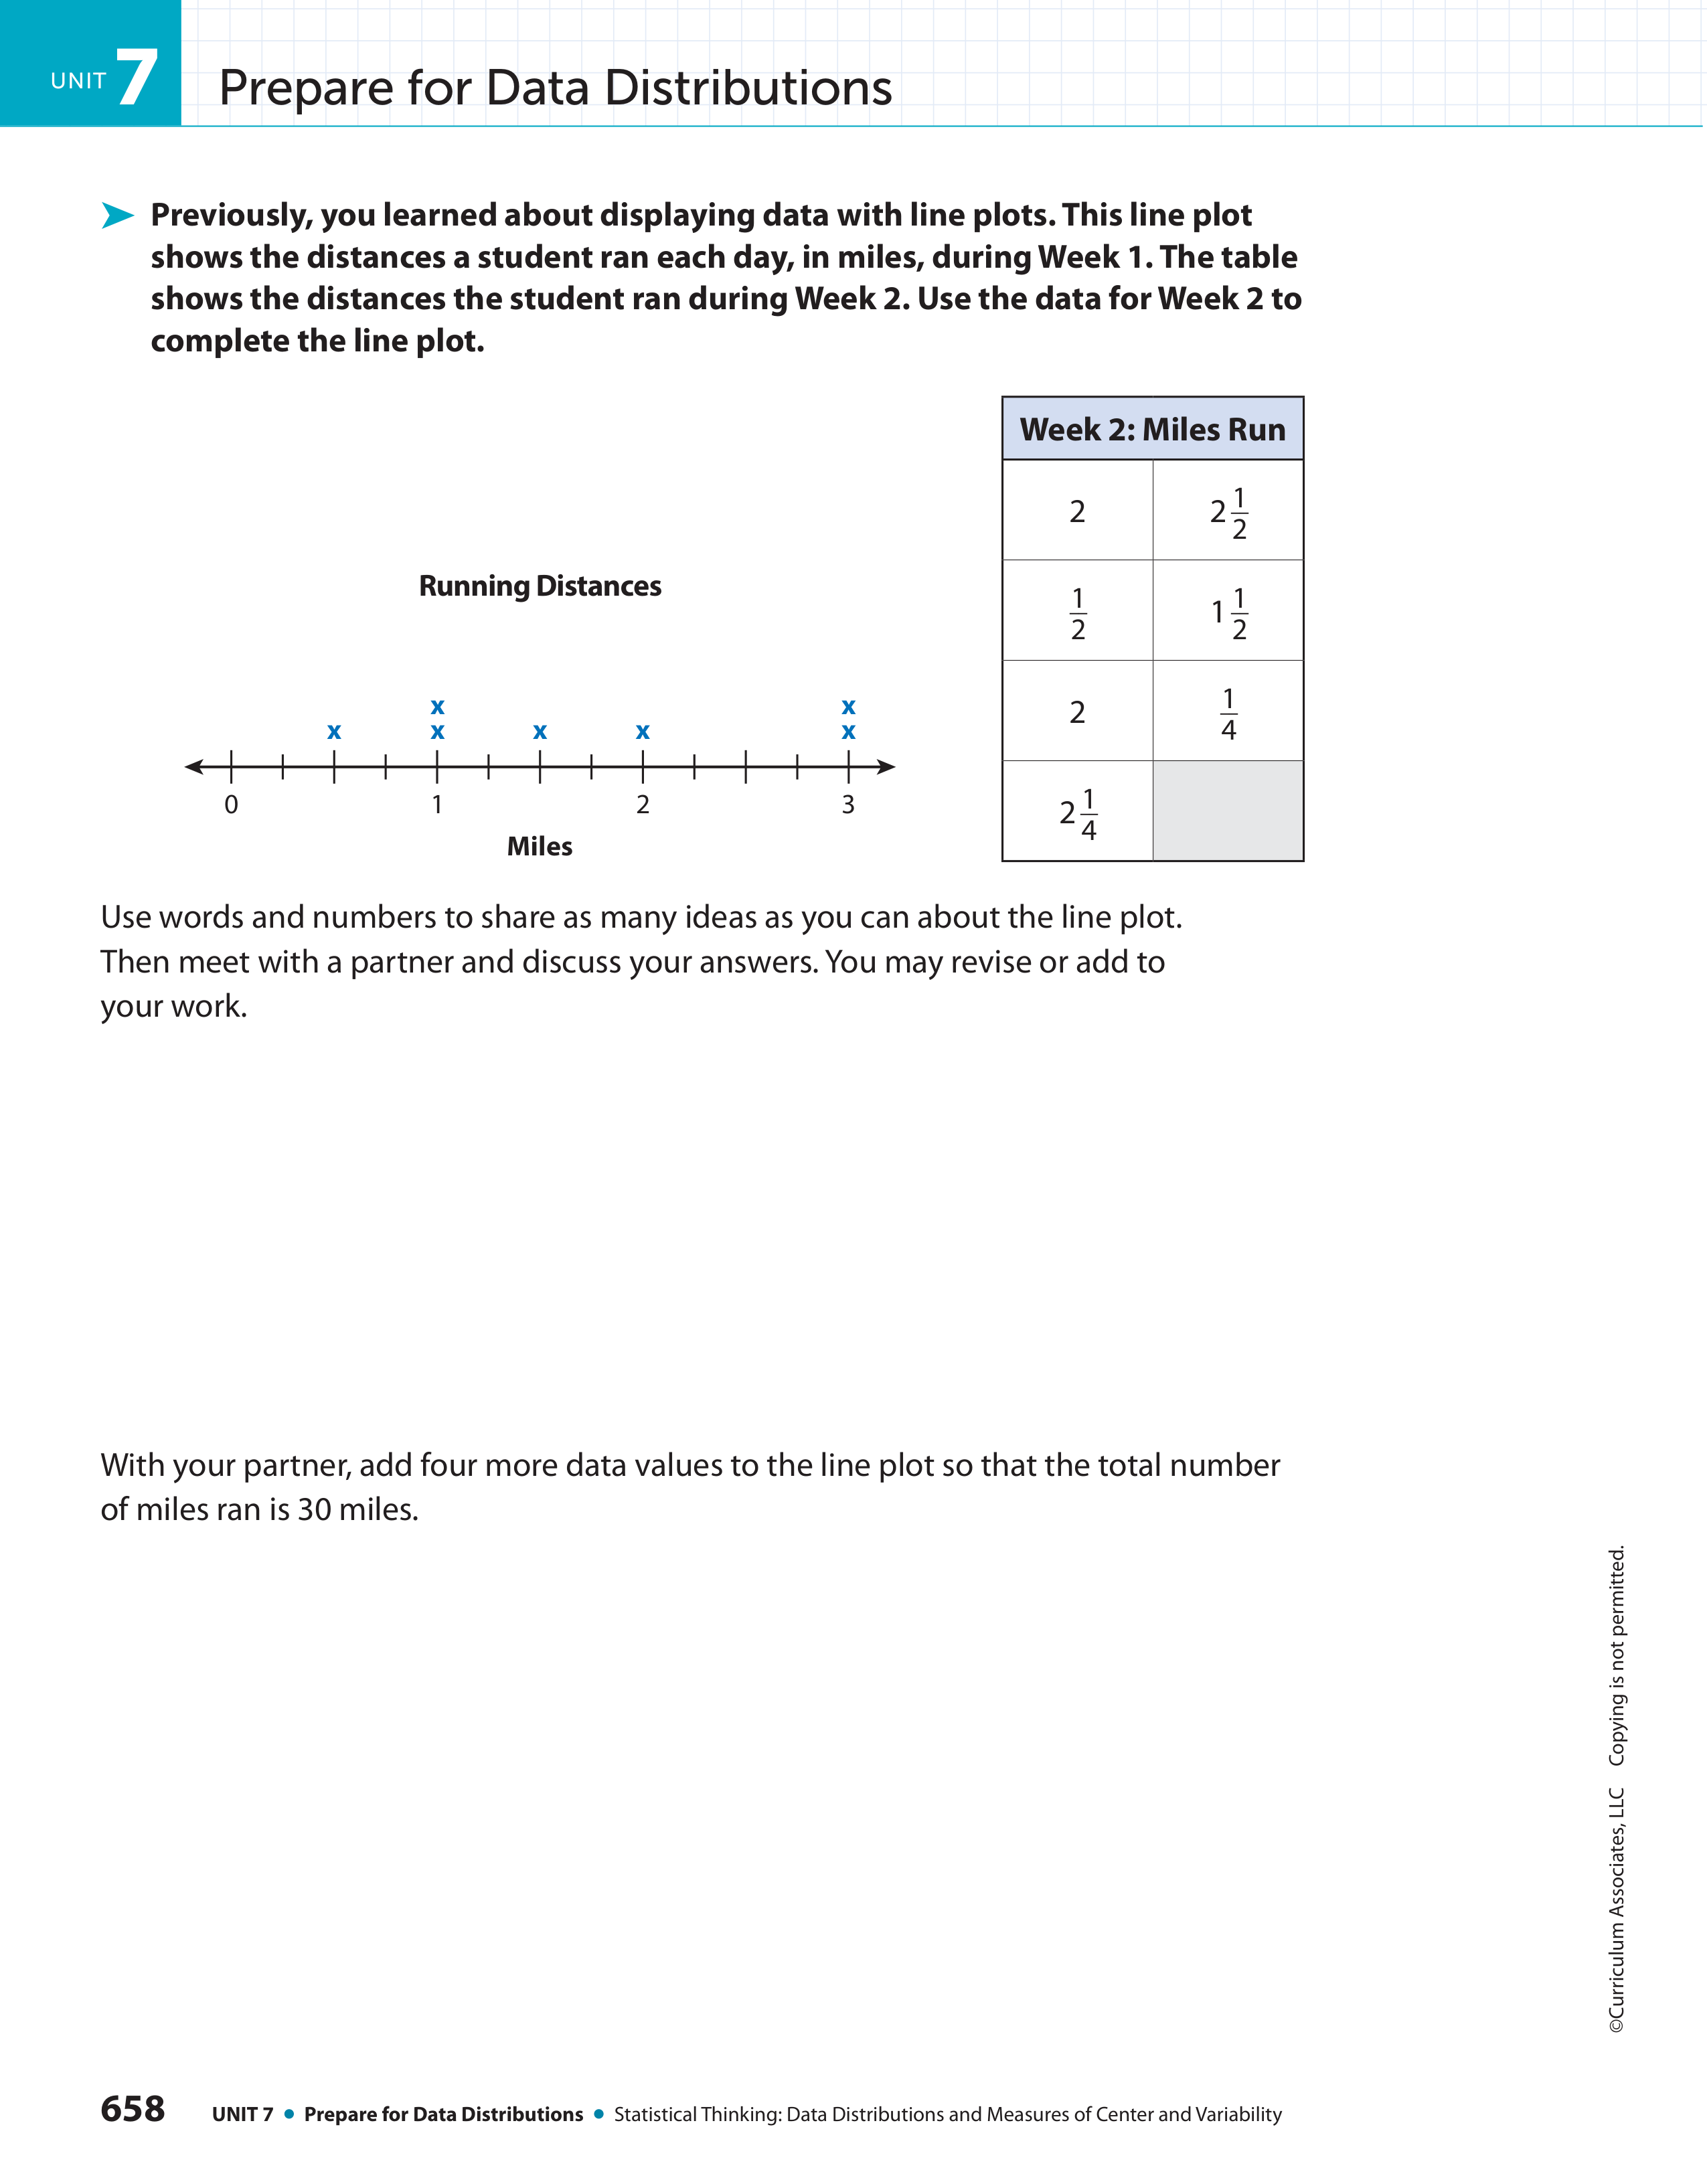 UNIT 7 Prepare for Data Distributions
Previously, you learned about displaying data with line plots. This line plot
shows the distances a student ran each day, in miles, during Week 1. The table
shows the distances the student ran during Week 2. Use the data for Week 2 to
complete the line plot.
Running Distances
x x
x x x x x
0 1 2 3
Miles
Week 2: Miles Run
2 2 1/2
1/2 1 1/2
2 1/4
2 1/4
Use words and numbers to share as many ideas as you can about the line plot.
Then meet with a partner and discuss your answers. You may revise or add to
your work.
With your partner, add four more data values to the line plot so that the total number
of miles ran is 30 miles.
©Curriculum Associates, LLC Copying is not permitted.
658 UNIT 7 • Prepare for Data Distributions • Statistical Thinking: Data Distributions and Measures of Center and Variability